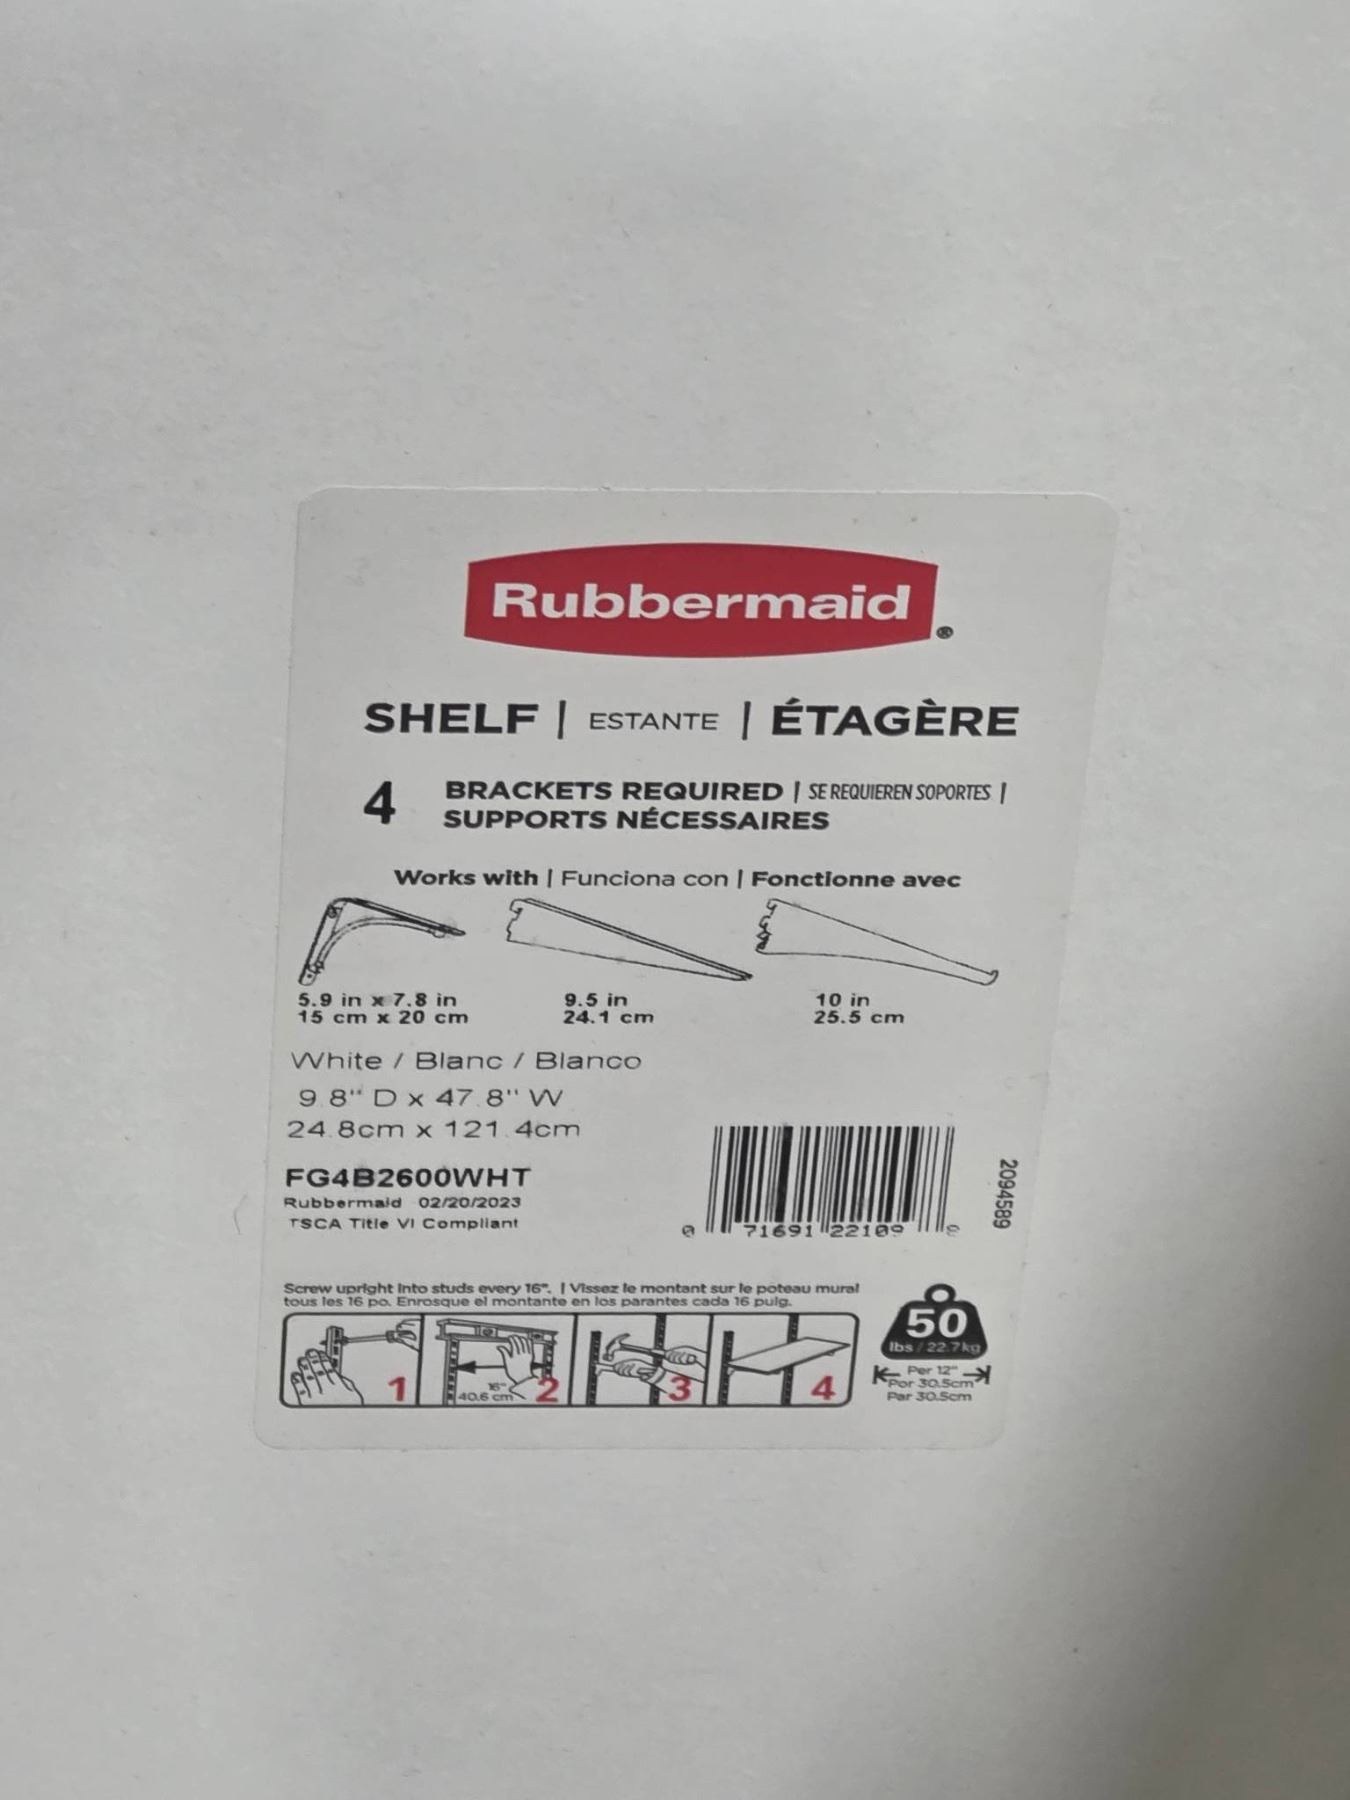 Rubbermaid®
SHELF | ESTANTE | ÉTAGÈRE
4 BRACKETS REQUIRED | SE REQUIEREN SOPORTES |
SUPPORTS NÉCESSAIRES
Works with | Funciona con | Fonctionne avec
5.9 in x 7.8 in
15 cm x 20 cm
9.5 in
24.1 cm
10 in
25.5 cm
White / Blanc / Blanco
9.8" D x 47.8" W
24.8cm x 121.4cm
FG4B2600WHT
Rubbermaid 02/20/2023
TSCA Title VI Compliant
0 71691 22109
2094589
Screw upright into studs every 16". | Vissez le montant sur le poteau mural
tous les 16 po. Enrosque el montante en los parantes cada 16 pulg.
1
16"
40.6 cm
2
3
4
50
lbs / 22.7kg
Per 12"
Por 30.5cm
Par 30.5cm